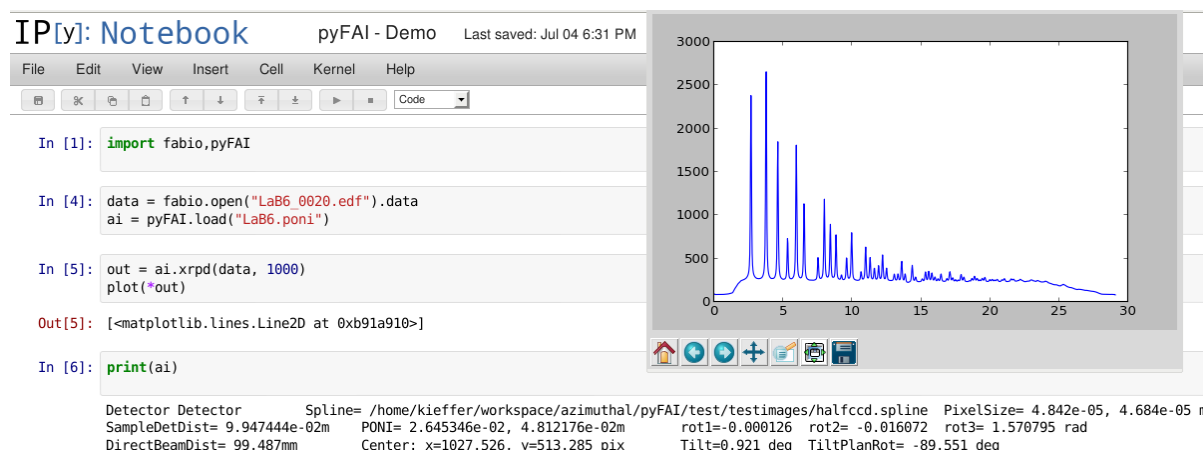 IP[y]: Notebook pyFAI - Demo Last saved: Jul 04 6:31 PM
File Edit View Insert Cell Kernel Help
Code
In [1]: import fabio,pyFAI
In [4]: data = fabio.open("LaB6_0020.edf").data
ai = pyFAI.load("LaB6.poni")
In [5]: out = ai.xrpd(data, 1000)
plot(*out)
Out[5]: [<matplotlib.lines.Line2D at 0xb91a910>]
In [6]: print(ai)
Detector Detector Spline= /home/kieffer/workspace/azimuthal/pyFAI/test/testimages/halfccd.spline PixelSize= 4.842e-05, 4.684e-05 m
SampleDetDist= 9.947444e-02m PONI= 2.645346e-02, 4.812176e-02m rot1=-0.000126 rot2= -0.016072 rot3= 1.570795 rad
DirectBeamDist= 99.487mm Center: x=1027.526, y=513.285 pix Tilt=0.921 deg TiltPlanRot= -89.551 deg
3000
2500
2000
1500
1000
500
0
0 5 10 15 20 25 30